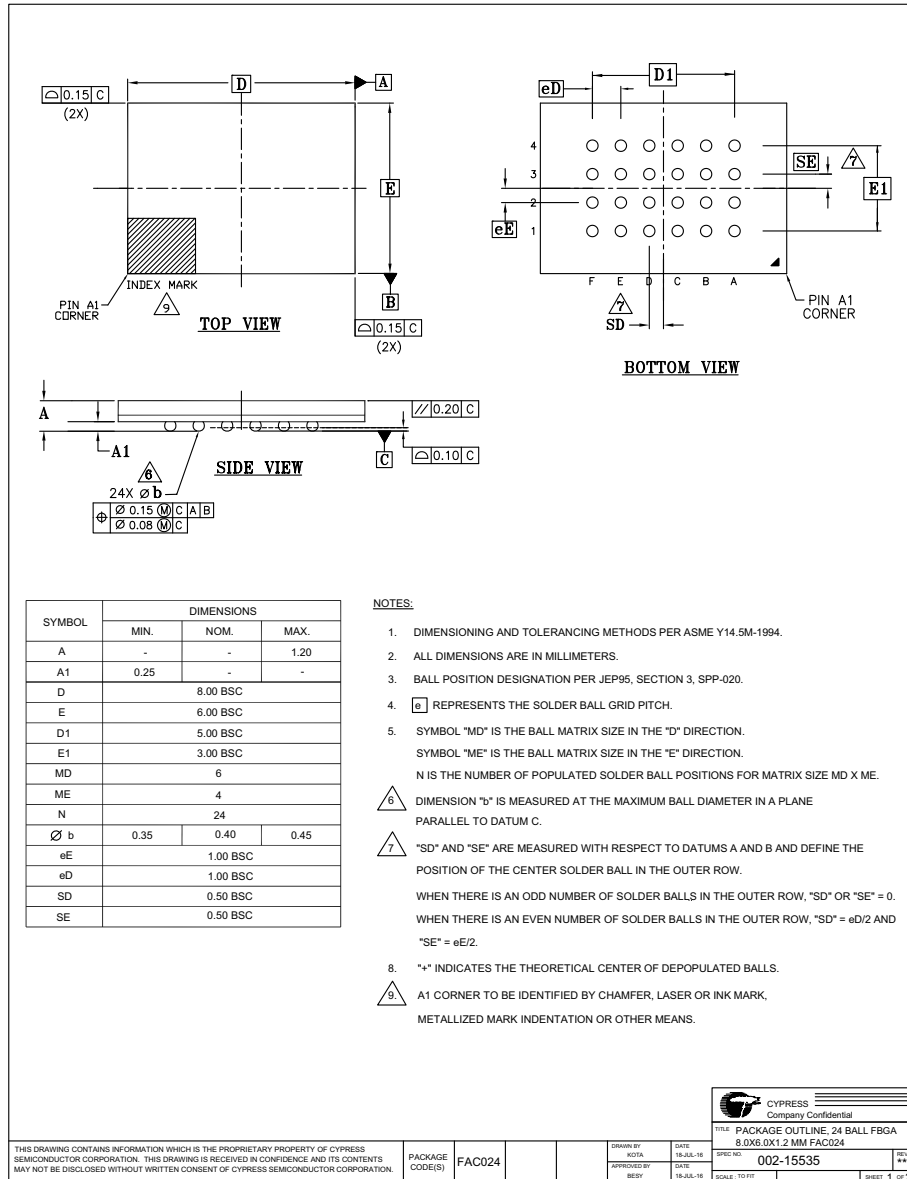 D
A
⌓ 0.15 C
(2X)
E
B
INDEX MARK
9
PIN A1
CORNER
TOP VIEW
⌓ 0.15 C
(2X)
D1
eD
4
3
2
1
SE
7
E1
eE
F E D C B A
7
SD
PIN A1
CORNER
BOTTOM VIEW
A
A1
// 0.20 C
⌓ 0.10 C
C
SIDE VIEW
6
24X Ø b
⌖ Ø 0.15 Ⓜ C A B
Ø 0.08 Ⓜ C
SYMBOL DIMENSIONS
MIN. NOM. MAX.
A - - 1.20
A1 0.25 - -
D 8.00 BSC
E 6.00 BSC
D1 5.00 BSC
E1 3.00 BSC
MD 6
ME 4
N 24
Ø b 0.35 0.40 0.45
eE 1.00 BSC
eD 1.00 BSC
SD 0.50 BSC
SE 0.50 BSC
NOTES:
1. DIMENSIONING AND TOLERANCING METHODS PER ASME Y14.5M-1994.
2. ALL DIMENSIONS ARE IN MILLIMETERS.
3. BALL POSITION DESIGNATION PER JEP95, SECTION 3, SPP-020.
4. e REPRESENTS THE SOLDER BALL GRID PITCH.
5. SYMBOL "MD" IS THE BALL MATRIX SIZE IN THE "D" DIRECTION.
SYMBOL "ME" IS THE BALL MATRIX SIZE IN THE "E" DIRECTION.
N IS THE NUMBER OF POPULATED SOLDER BALL POSITIONS FOR MATRIX SIZE MD X ME.
6 DIMENSION "b" IS MEASURED AT THE MAXIMUM BALL DIAMETER IN A PLANE
PARALLEL TO DATUM C.
7 "SD" AND "SE" ARE MEASURED WITH RESPECT TO DATUMS A AND B AND DEFINE THE
POSITION OF THE CENTER SOLDER BALL IN THE OUTER ROW.
WHEN THERE IS AN ODD NUMBER OF SOLDER BALLS IN THE OUTER ROW, "SD" OR "SE" = 0.
WHEN THERE IS AN EVEN NUMBER OF SOLDER BALLS IN THE OUTER ROW, "SD" = eD/2 AND
"SE" = eE/2.
8. "+" INDICATES THE THEORETICAL CENTER OF DEPOPULATED BALLS.
9. A1 CORNER TO BE IDENTIFIED BY CHAMFER, LASER OR INK MARK,
METALLIZED MARK INDENTATION OR OTHER MEANS.
THIS DRAWING CONTAINS INFORMATION WHICH IS THE PROPRIETARY PROPERTY OF CYPRESS
SEMICONDUCTOR CORPORATION. THIS DRAWING IS RECEIVED IN CONFIDENCE AND ITS CONTENTS
MAY NOT BE DISCLOSED WITHOUT WRITTEN CONSENT OF CYPRESS SEMICONDUCTOR CORPORATION.
PACKAGE
CODE(S)
FAC024
DRAWN BY DATE
KOTA 18-JUL-16
APPROVED BY DATE
BESY 18-JUL-16
CYPRESS
Company Confidential
TITLE PACKAGE OUTLINE, 24 BALL FBGA
8.0X6.0X1.2 MM FAC024
SPEC NO. 002-15535 REV **
SCALE : TO FIT SHEET 1 OF